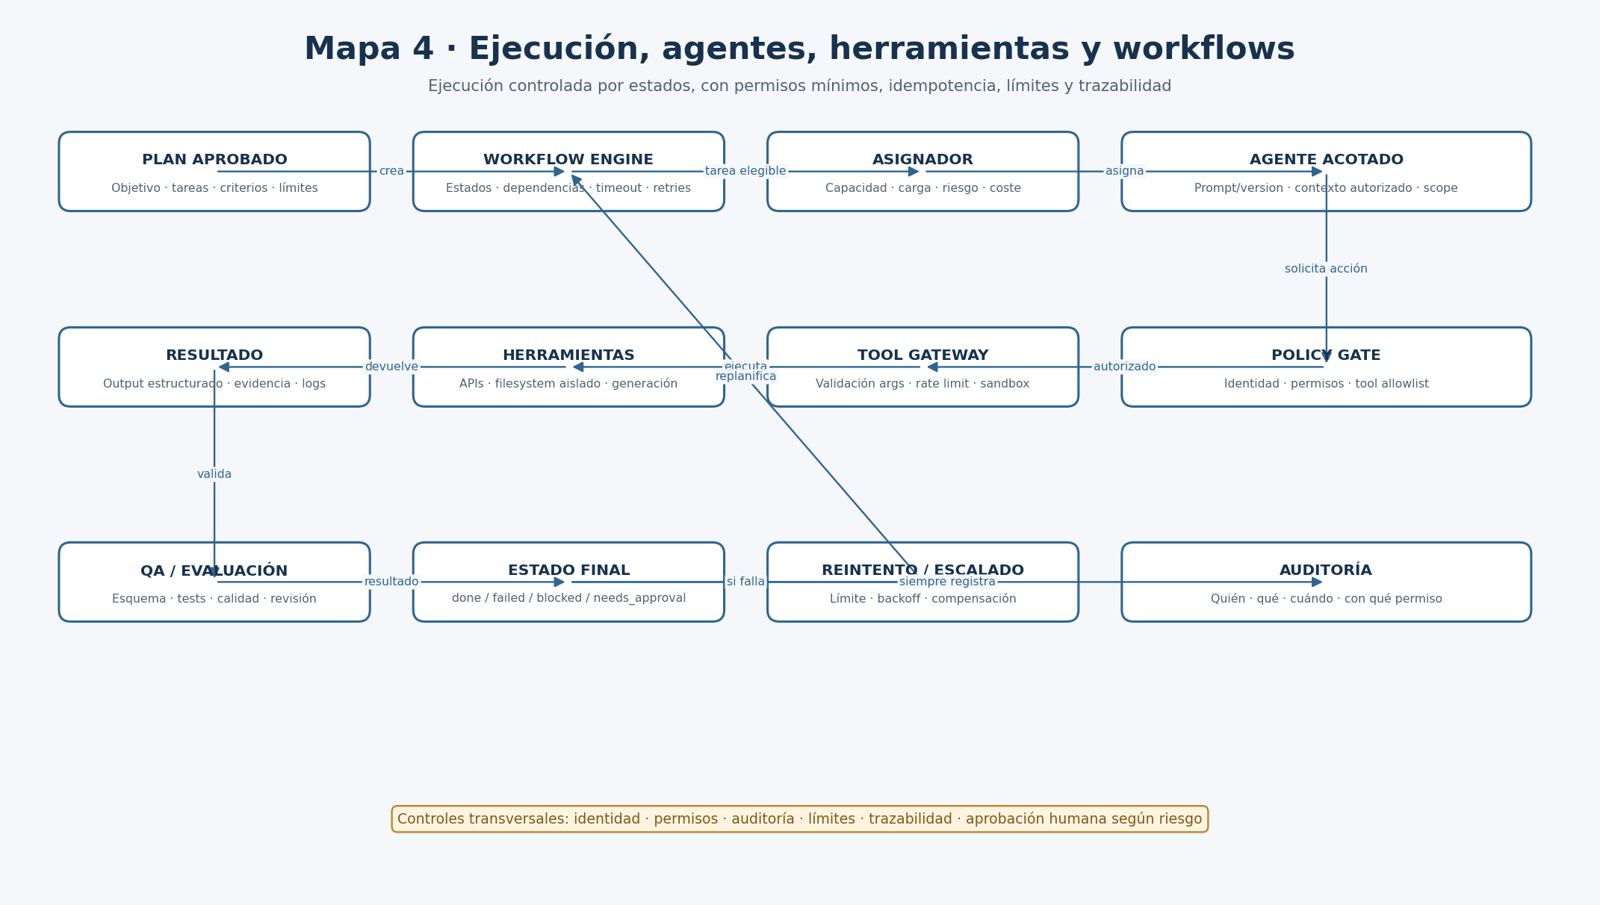 Mapa 4 · Ejecución, agentes, herramientas y workflows
Ejecución controlada por estados, con permisos mínimos, idempotencia, límites y trazabilidad
PLAN APROBADO
Objetivo · tareas · criterios · límites
crea
WORKFLOW ENGINE
Estados · dependencias · timeout · retries
tarea elegible
ASIGNADOR
Capacidad · carga · riesgo · coste
asigna
AGENTE ACOTADO
Prompt/version · contexto autorizado · scope
solicita acción
RESULTADO
Output estructurado · evidencia · logs
devuelve
HERRAMIENTAS
APIs · filesystem aislado · generación
ejecuta
replanifica
TOOL GATEWAY
Validación args · rate limit · sandbox
autorizado
POLICY GATE
Identidad · permisos · tool allowlist
valida
QA / EVALUACIÓN
Esquema · tests · calidad · revisión
resultado
ESTADO FINAL
done / failed / blocked / needs_approval
si falla
REINTENTO / ESCALADO
siempre registra
Límite · backoff · compensación
AUDITORÍA
Quién · qué · cuándo · con qué permiso
Controles transversales: identidad · permisos · auditoría · límites · trazabilidad · aprobación humana según riesgo